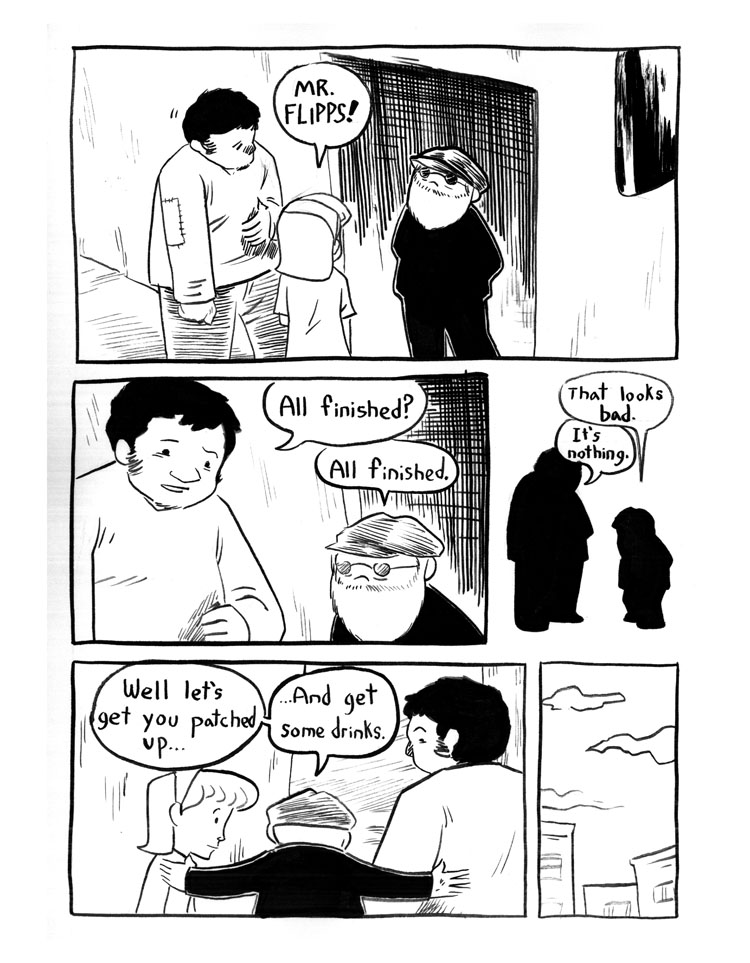 MR.
FLIPPS!
All finished?
All finished.
That looks
bad.
It's
nothing.
Well let's
get you patched
up...
...And get
some drinks.